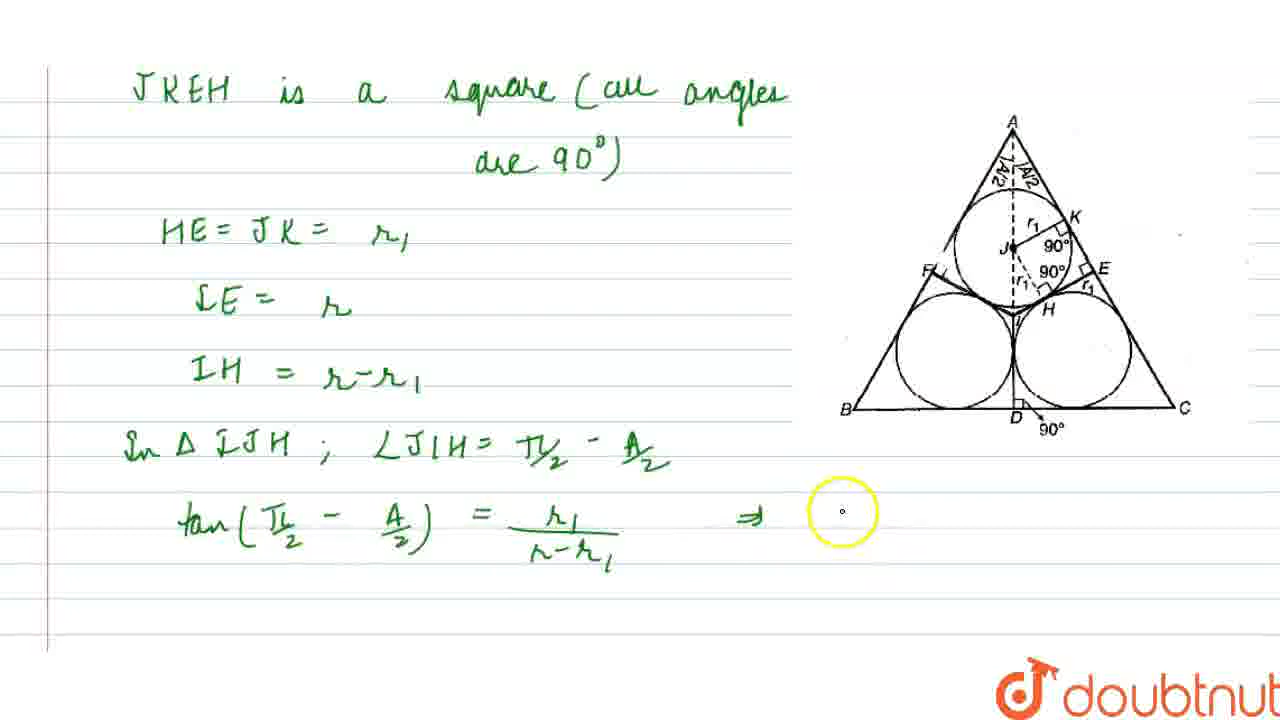 JKEH is a square (all angles
are 90°)
HE = JK = r₁
IE = r
IH = r-r₁
In Δ IJH ; ∠JIH = π/2 - A/2
tan(π/2 - A/2) = r₁/(r-r₁) ⇒
A
A/2 A/2
K
r₁
J 90°
F 90° E
r₁ r₁
I H
B D C
90°
doubtnut